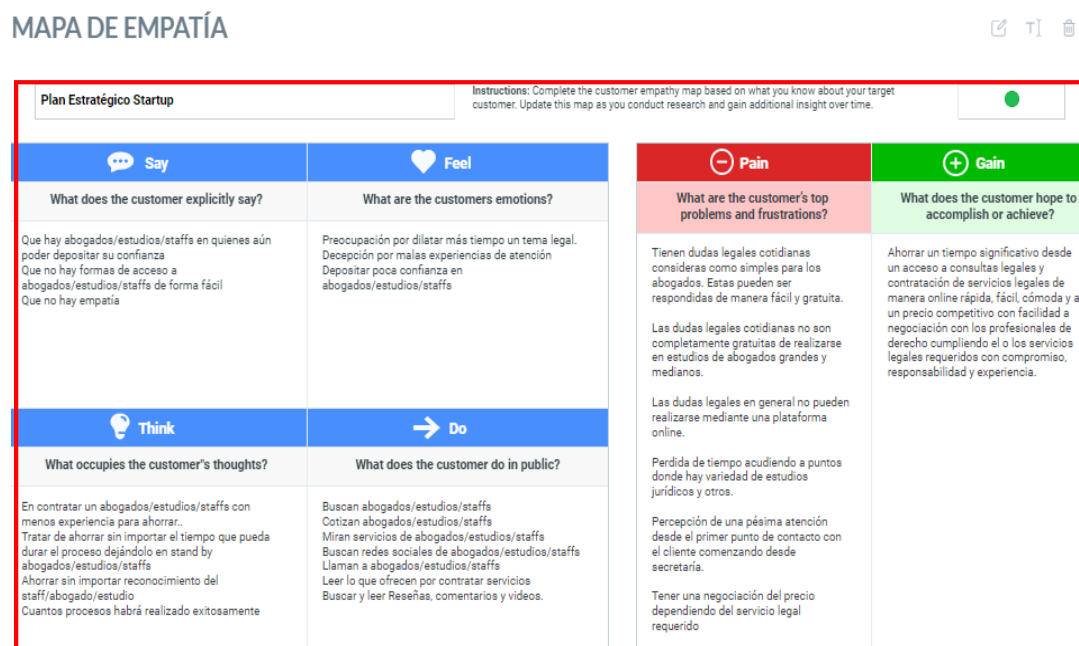 MAPA DE EMPATÍA
Plan Estratégico Startup
Instructions: Complete the customer empathy map based on what you know about your target
customer. Update this map as you conduct research and gain additional insight over time.
Say
What does the customer explicitly say?
Que hay abogados/estudios/staffs en quienes aún
poder depositar su confianza
Que no hay formas de acceso a
abogados/estudios/staffs de forma fácil
Que no hay empatía
Feel
What are the customers emotions?
Preocupación por dilatar más tiempo un tema legal.
Decepción por malas experiencias de atención
Depositar poca confianza en
abogados/estudios/staffs
Think
What occupies the customer"s thoughts?
En contratar un abogados/estudios/staffs con
menos experiencia para ahorrar..
Tratar de ahorrar sin importar el tiempo que pueda
durar el proceso dejándolo en stand by
abogados/estudios/staffs
Ahorrar sin importar reconocimiento del
staff/abogado/estudio
Cuantos procesos habrá realizado exitosamente
Do
What does the customer do in public?
Buscan abogados/estudios/staffs
Cotizan abogados/estudios/staffs
Miran servicios de abogados/estudios/staffs
Buscan redes sociales de abogados/estudios/staffs
Llaman a abogados/estudios/staffs
Leer lo que ofrecen por contratar servicios
Buscar y leer Reseñas, comentarios y videos.
Pain
What are the customer's top
problems and frustrations?
Tienen dudas legales cotidianas
consideras como simples para los
abogados. Estas pueden ser
respondidas de manera fácil y gratuita.
Las dudas legales cotidianas no son
completamente gratuitas de realizarse
en estudios de abogados grandes y
medianos.
Las dudas legales en general no pueden
realizarse mediante una plataforma
online.
Perdida de tiempo acudiendo a puntos
donde hay variedad de estudios
jurídicos y otros.
Percepción de una pésima atención
desde el primer punto de contacto con
el cliente comenzando desde
secretaría.
Tener una negociación del precio
dependiendo del servicio legal
requerido
Gain
What does the customer hope to
accomplish or achieve?
Ahorrar un tiempo significativo desde
un acceso a consultas legales y
contratación de servicios legales de
manera online rápida, fácil, cómoda y a
un precio competitivo con facilidad a
negociación con los profesionales de
derecho cumpliendo el o los servicios
legales requeridos con compromiso,
responsabilidad y experiencia.